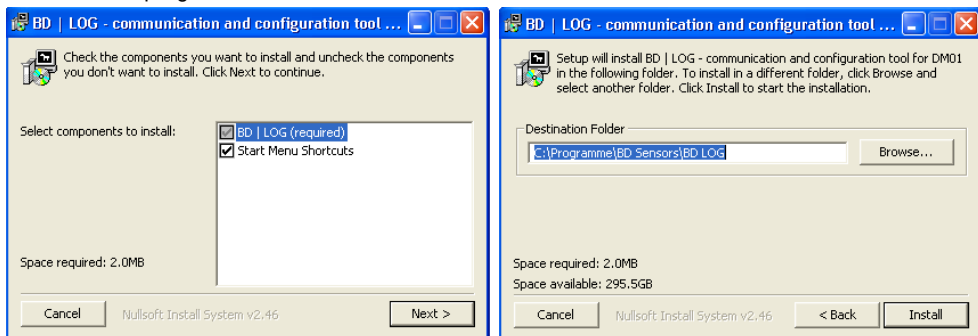 BD | LOG - communication and configuration tool ...
Check the components you want to install and uncheck the components
you don't want to install. Click Next to continue.
Select components to install:
BD | LOG (required)
Start Menu Shortcuts
Space required: 2.0MB
Cancel
Nullsoft Install System v2.46
Next >
BD | LOG - communication and configuration tool ...
Setup will install BD | LOG - communication and configuration tool for DM01
in the following folder. To install in a different folder, click Browse and
select another folder. Click Install to start the installation.
Destination Folder
C:\Programme\BD Sensors\BD LOG
Browse...
Space required: 2.0MB
Space available: 295.5GB
Cancel
Nullsoft Install System v2.46
< Back
Install